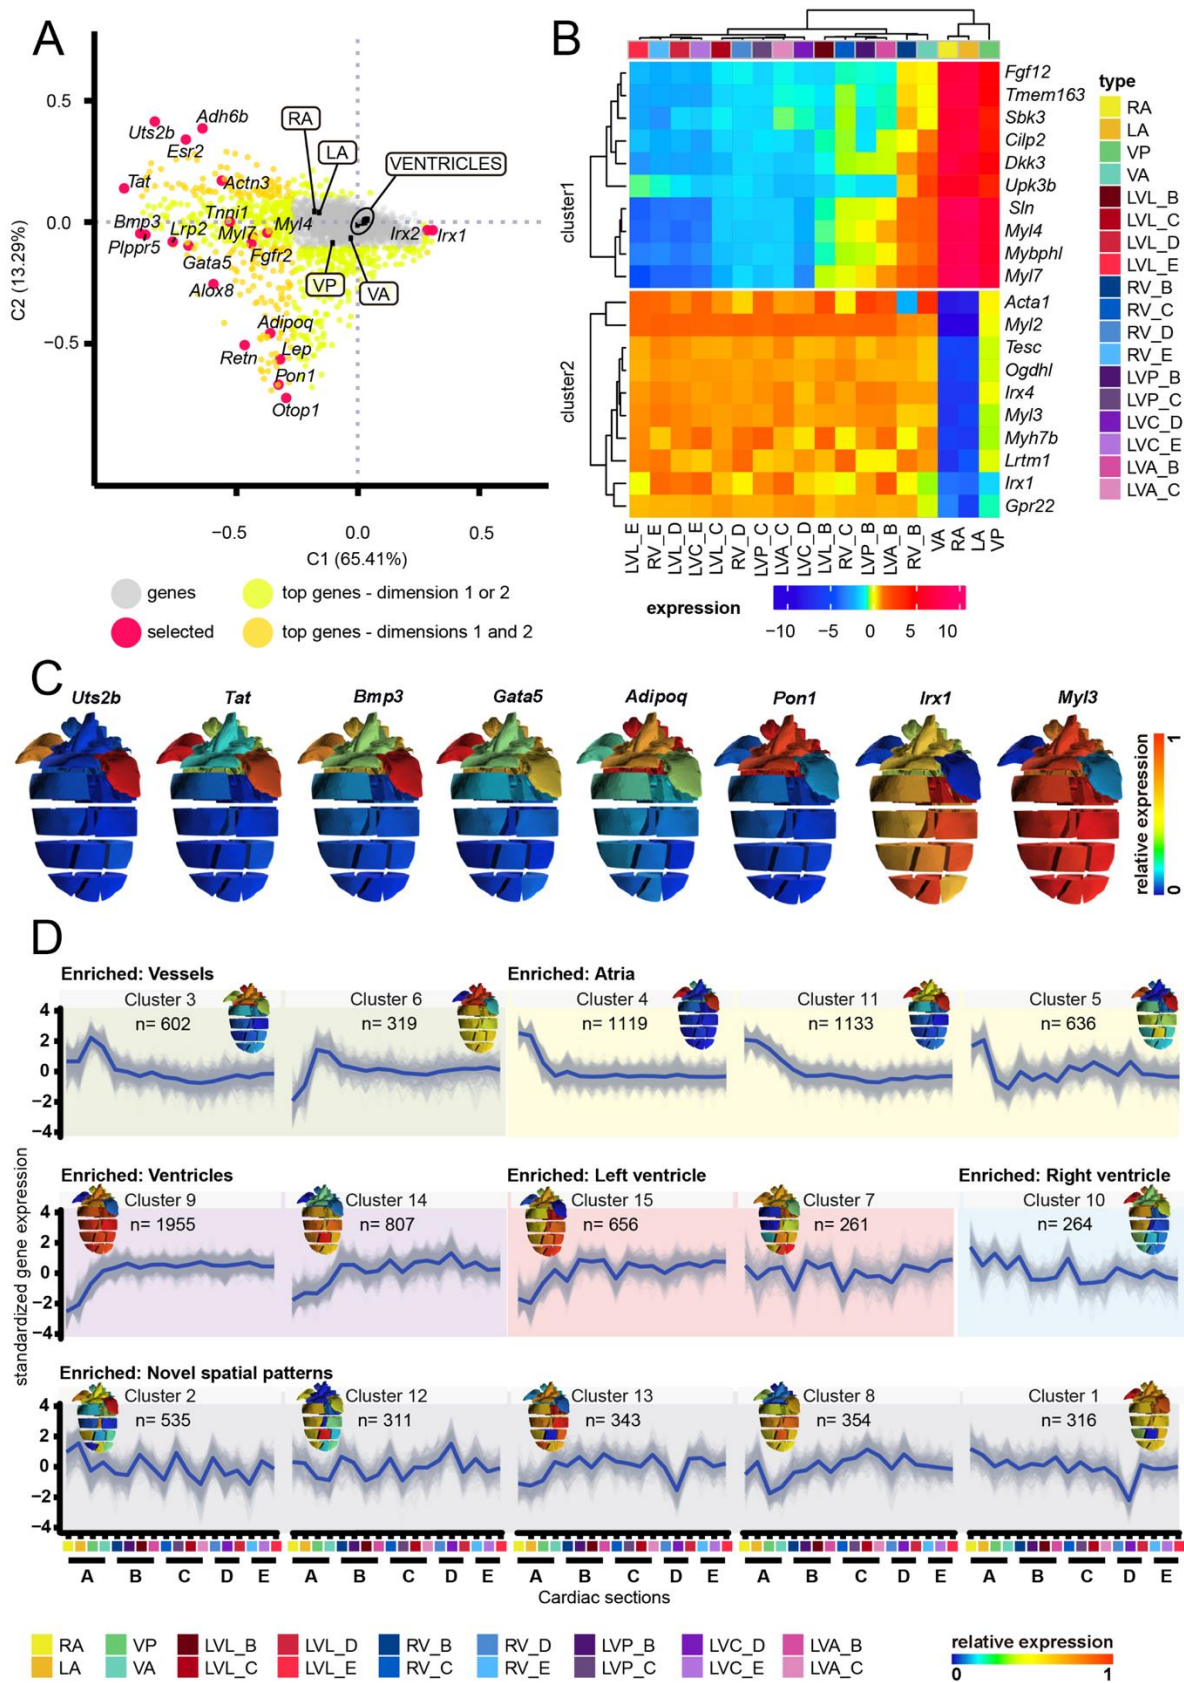 A
0.5
0.0
−0.5
C2 (13.29%)
Adh6b
Uts2b
Esr2
Tat
Actn3
Tnni1
Bmp3
Lrp2
Myl7
Myl4
Plppr5
Fgfr2
Gata5
Alox8
Irx2
Irx1
Adipoq
Retn
Lep
Pon1
Otop1
RA
LA
VENTRICLES
VP
VA
−0.5
0.0
0.5
C1 (65.41%)
genes
top genes - dimension 1 or 2
selected
top genes - dimensions 1 and 2
B
cluster1
cluster2
Fgf12
Tmem163
Sbk3
Cilp2
Dkk3
Upk3b
Sln
Myl4
Mybphl
Myl7
Acta1
Myl2
Tesc
Ogdhl
Irx4
Myl3
Myh7b
Lrtm1
Irx1
Gpr22
LVL_E
RV_E
LVL_D
LVC_E
LVL_C
RV_D
LVP_C
LVA_C
LVC_D
LVL_B
RV_C
LVP_B
LVA_B
RV_B
VA
RA
LA
VP
expression
−10
−5
0
5
10
type
RA
LA
VP
VA
LVL_B
LVL_C
LVL_D
LVL_E
RV_B
RV_C
RV_D
RV_E
LVP_B
LVP_C
LVC_D
LVC_E
LVA_B
LVA_C
C
Uts2b
Tat
Bmp3
Gata5
Adipoq
Pon1
Irx1
Myl3
relative expression
0
1
D
standardized gene expression
Enriched: Vessels
Enriched: Atria
4
2
0
−2
−4
Cluster 3
n= 602
Cluster 6
n= 319
Cluster 4
n= 1119
Cluster 11
n= 1133
Cluster 5
n= 636
Enriched: Ventricles
Enriched: Left ventricle
Enriched: Right ventricle
4
2
0
−2
−4
Cluster 9
n= 1955
Cluster 14
n= 807
Cluster 15
n= 656
Cluster 7
n= 261
Cluster 10
n= 264
Enriched: Novel spatial patterns
4
2
0
−2
−4
Cluster 2
n= 535
Cluster 12
n= 311
Cluster 13
n= 343
Cluster 8
n= 354
Cluster 1
n= 316
A B C D E
A B C D E
A B C D E
A B C D E
A B C D E
Cardiac sections
RA VP LVL_B LVL_D RV_B RV_D LVP_B LVC_D LVA_B
LA VA LVL_C LVL_E RV_C RV_E LVP_C LVC_E LVA_C
relative expression
0 1